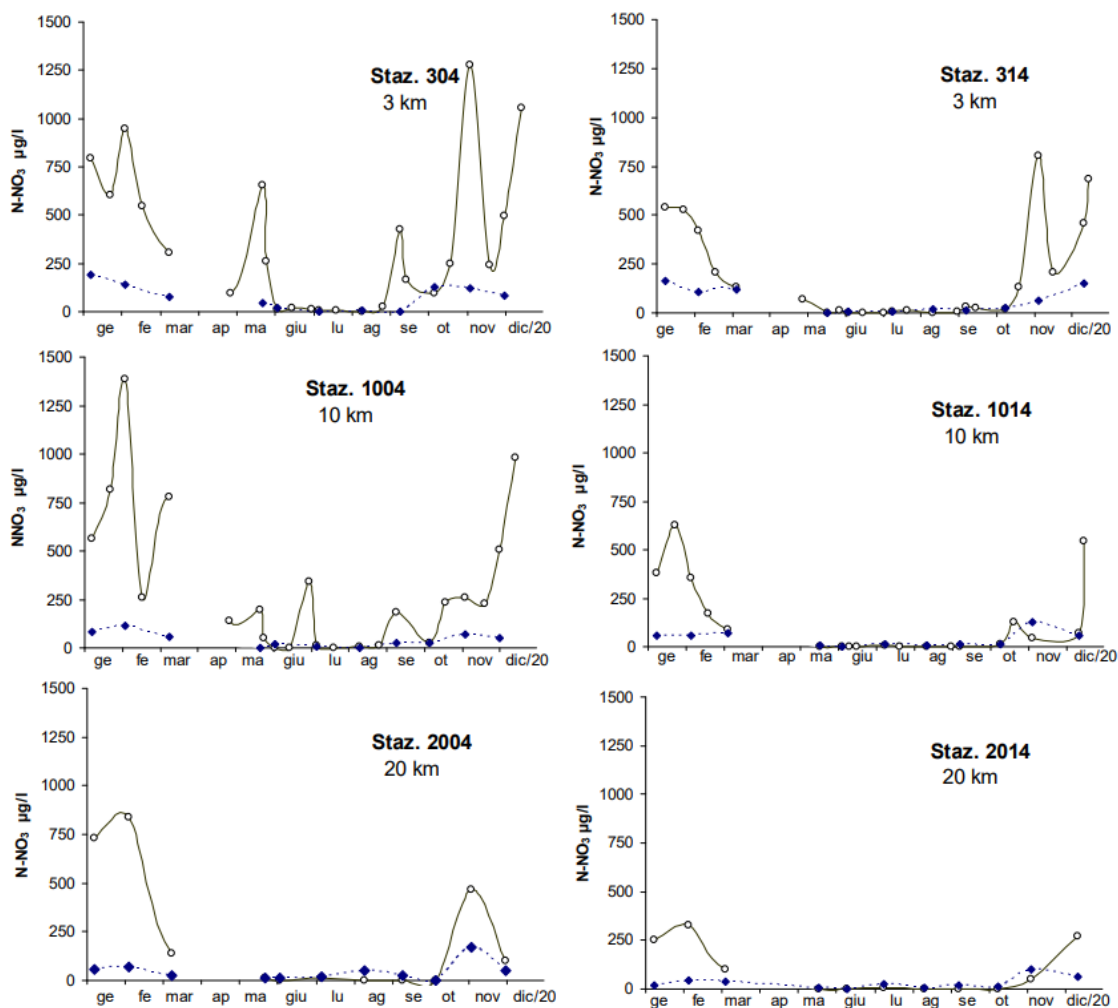 1500
1250
1000
750
500
250
0
N-NO3 µg/l
Staz. 304
3 km
ge fe mar ap ma giu lu ag se ot nov dic/20
1500
1250
1000
750
500
250
0
N-NO3 µg/l
Staz. 314
3 km
ge fe mar ap ma giu lu ag se ot nov dic/20
1500
1250
1000
750
500
250
0
NNO3 µg/l
Staz. 1004
10 km
ge fe mar ap ma giu lu ag se ot nov dic/20
1500
1250
1000
750
500
250
0
N-NO3 µg/l
Staz. 1014
10 km
ge fe mar ap ma giu lu ag se ot nov dic/20
1500
1250
1000
750
500
250
0
N-NO3 µg/l
Staz. 2004
20 km
ge fe mar ap ma giu lu ag se ot nov dic/20
1500
1250
1000
750
500
250
0
N-NO3 µg/l
Staz. 2014
20 km
ge fe mar ap ma giu lu ag se ot nov dic/20